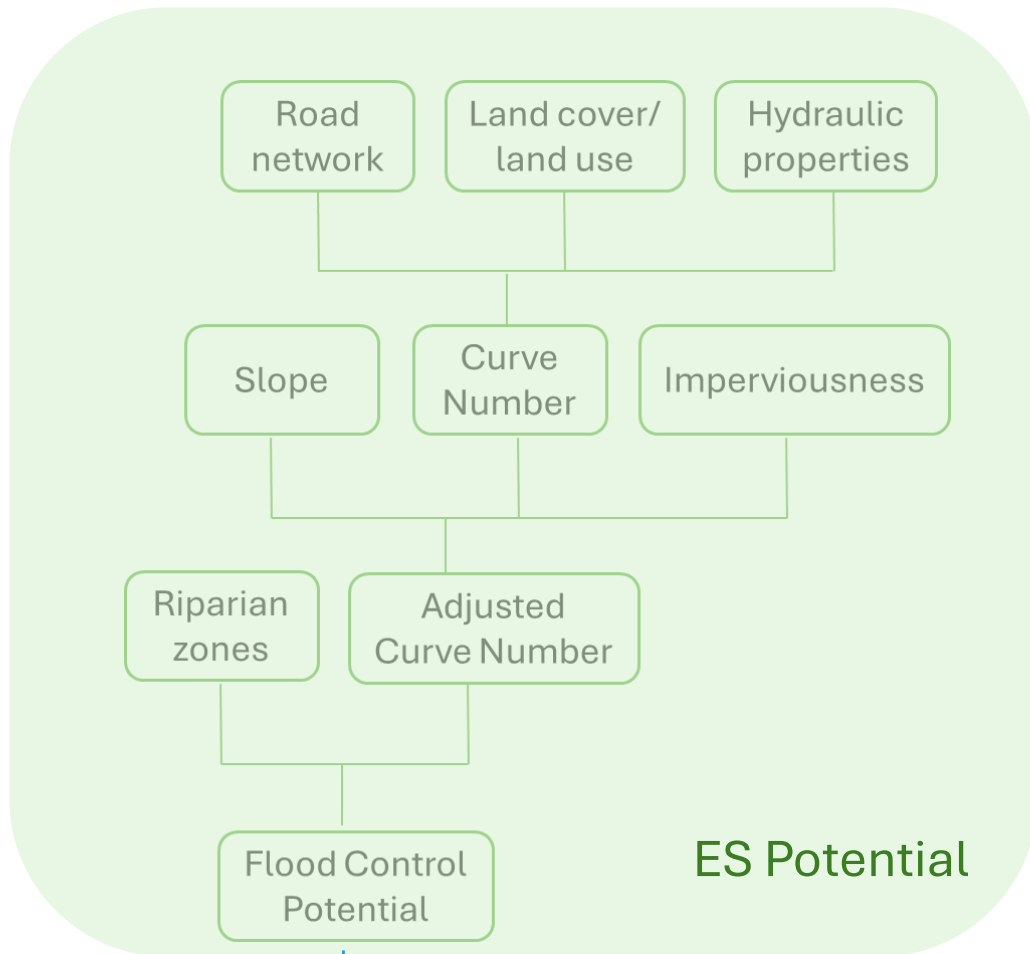 Road
network
Land cover/
land use
Hydraulic
properties
Slope
Curve
Number
Imperviousness
Riparian
zones
Adjusted
Curve Number
Flood Control
Potential
ES Potential